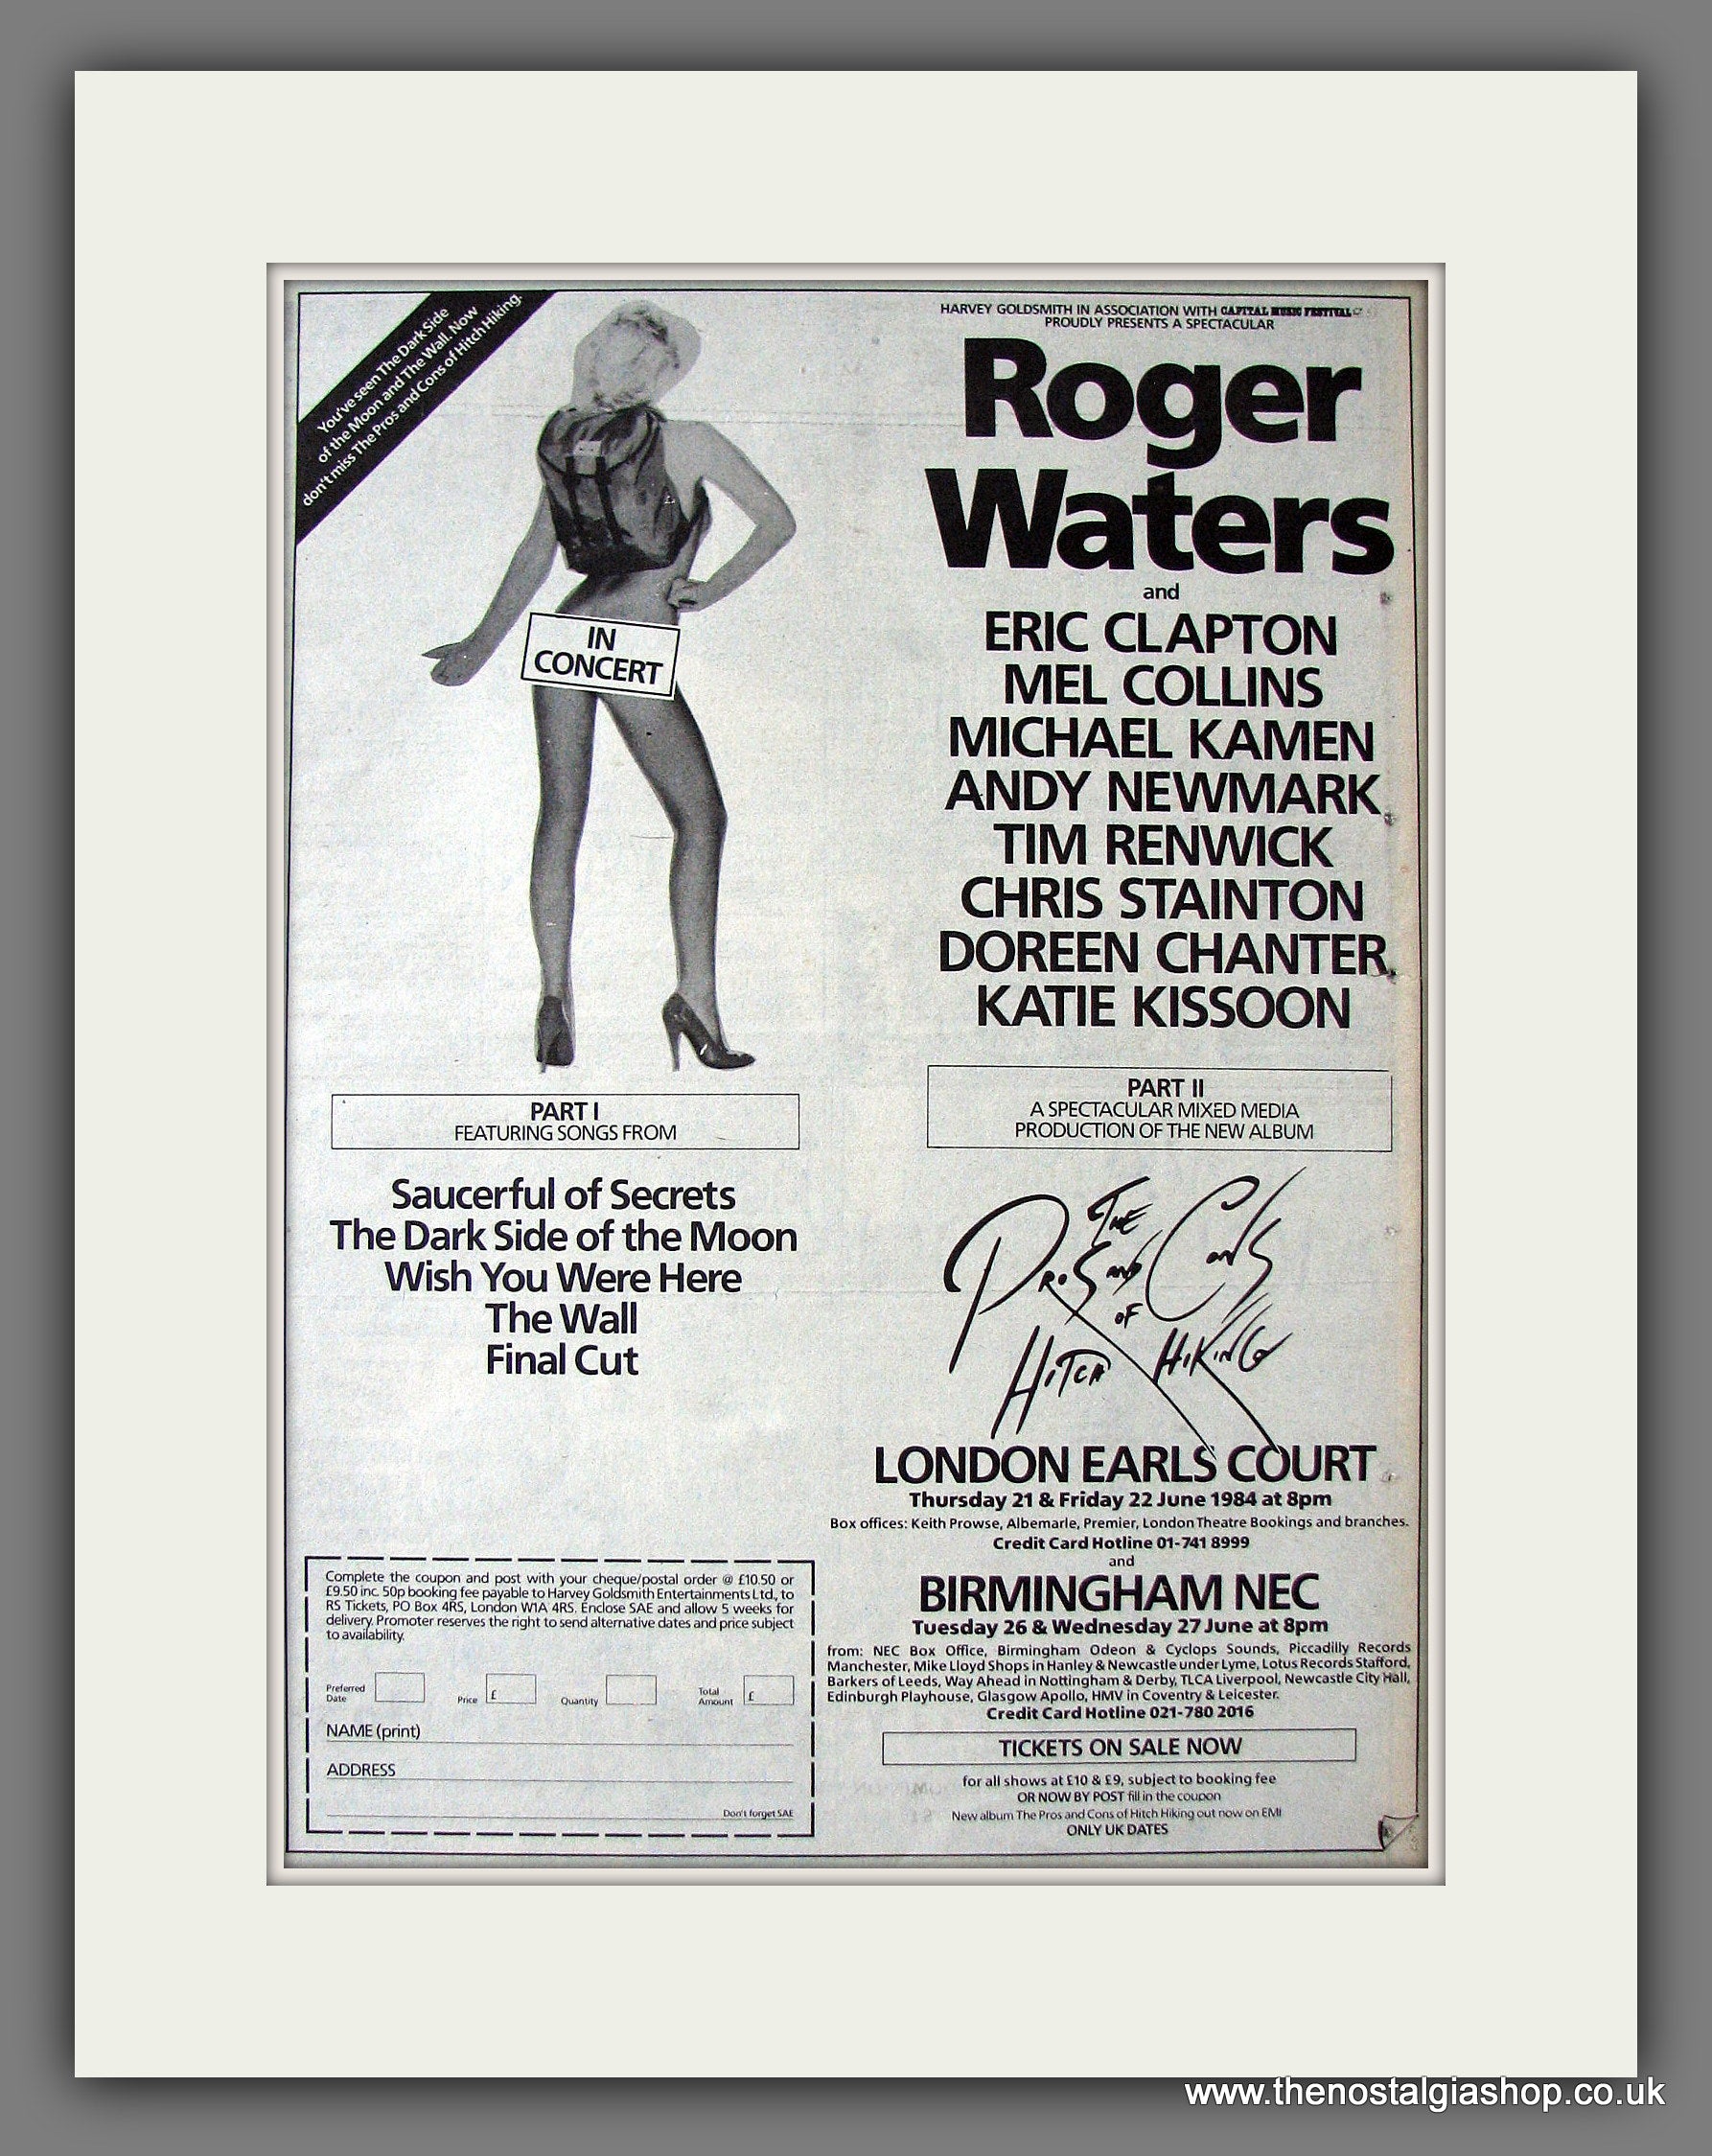 You've seen The Dark Side
of the Moon and The Wall. Now
don't miss The Pros and Cons of Hitch Hiking.
IN
CONCERT
HARVEY GOLDSMITH IN ASSOCIATION WITH CAPITAL MUSIC FESTIVAL
PROUDLY PRESENTS A SPECTACULAR
Roger
Waters
and
ERIC CLAPTON
MEL COLLINS
MICHAEL KAMEN
ANDY NEWMARK
TIM RENWICK
CHRIS STAINTON
DOREEN CHANTER
KATIE KISSOON
PART I
FEATURING SONGS FROM
Saucerful of Secrets
The Dark Side of the Moon
Wish You Were Here
The Wall
Final Cut
PART II
A SPECTACULAR MIXED MEDIA
PRODUCTION OF THE NEW ALBUM
THE
PROS AND CONS
OF
HITCH HIKING
LONDON EARLS COURT
Thursday 21 & Friday 22 June 1984 at 8pm
Box offices: Keith Prowse, Albemarle, Premier, London Theatre Bookings and branches.
Credit Card Hotline 01-741 8999
and
BIRMINGHAM NEC
Tuesday 26 & Wednesday 27 June at 8pm
from: NEC Box Office, Birmingham Odeon & Cyclops Sounds, Piccadilly Records
Manchester, Mike Lloyd Shops in Hanley & Newcastle under Lyme, Lotus Records Stafford,
Barkers of Leeds, Way Ahead in Nottingham & Derby, TLCA Liverpool, Newcastle City Hall,
Edinburgh Playhouse, Glasgow Apollo, HMV in Coventry & Leicester.
Credit Card Hotline 021-780 2016
TICKETS ON SALE NOW
for all shows at £10 & £9, subject to booking fee
OR NOW BY POST fill in the coupon
New album The Pros and Cons of Hitch Hiking out now on EMI
ONLY UK DATES
Complete the coupon and post with your cheque/postal order @ £10.50 or
£9.50 inc. 50p booking fee payable to Harvey Goldsmith Entertainments Ltd., to
RS Tickets, PO Box 4RS, London W1A 4RS. Enclose SAE and allow 5 weeks for
delivery. Promoter reserves the right to send alternative dates and price subject
to availability.
Preferred
Date
Price £
Quantity
Total
Amount £
NAME (print)
ADDRESS
Don't forget SAE
www.thenostalgiashop.co.uk